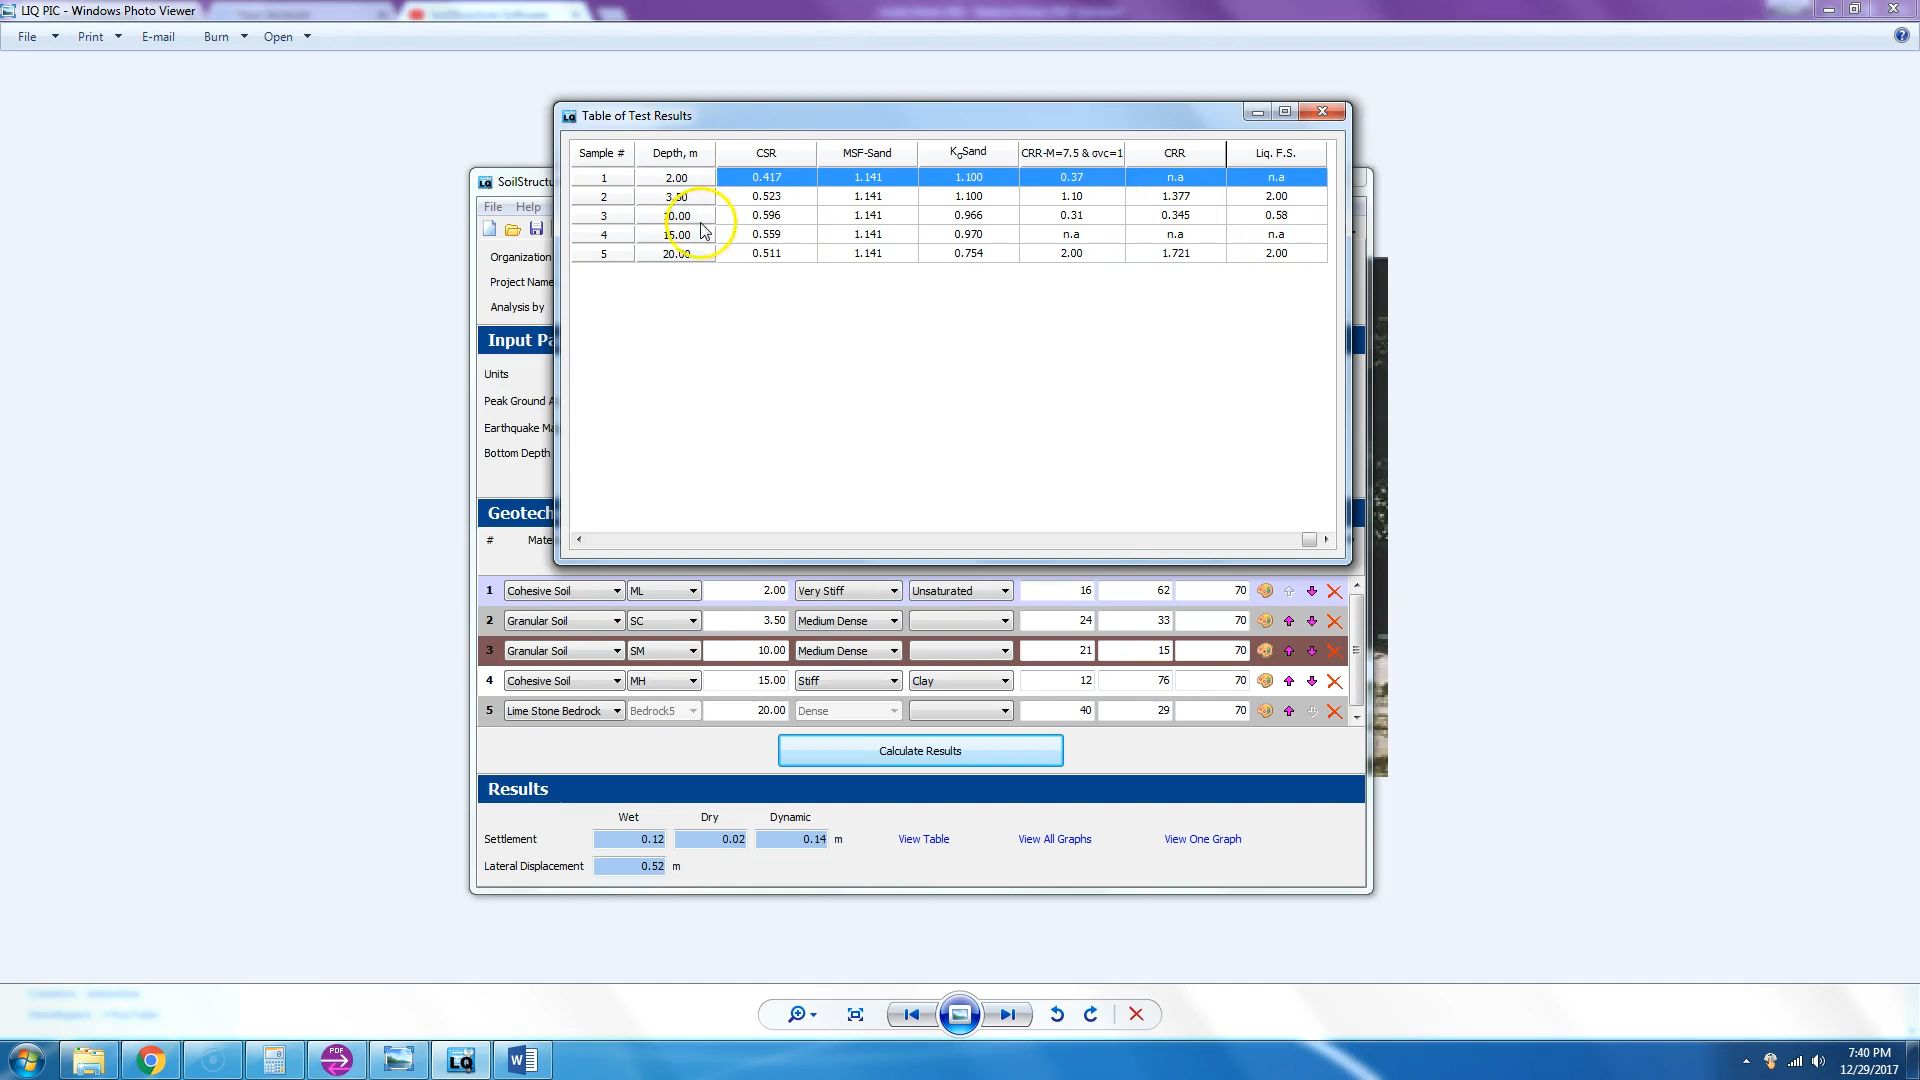 LIQ PIC - Windows Photo Viewer
File Print E-mail Burn Open
Table of Test Results
Sample # Depth, m CSR MSF-Sand KσSand CRR-M=7.5 & σvc=1 CRR Liq. F.S.
1 2.00 0.417 1.141 1.100 0.37 n.a n.a
2 3.50 0.523 1.141 1.100 1.10 1.377 2.00
3 10.00 0.596 1.141 0.966 0.31 0.345 0.58
4 15.00 0.559 1.141 0.970 n.a n.a n.a
5 20.00 0.511 1.141 0.754 2.00 1.721 2.00
SoilStructu
File Help
Organization
Project Name
Analysis by
Input Pa
Units
Peak Ground A
Earthquake Ma
Bottom Depth
Geotech
# Mate
1 Cohesive Soil ML 2.00 Very Stiff Unsaturated 16 62 70
2 Granular Soil SC 3.50 Medium Dense 24 33 70
3 Granular Soil SM 10.00 Medium Dense 21 15 70
4 Cohesive Soil MH 15.00 Stiff Clay 12 76 70
5 Lime Stone Bedrock Bedrock5 20.00 Dense 40 29 70
Calculate Results
Results
Wet Dry Dynamic
Settlement 0.12 0.02 0.14 m View Table View All Graphs View One Graph
Lateral Displacement 0.52 m
PDF
LQ
W
7:40 PM
12/29/2017